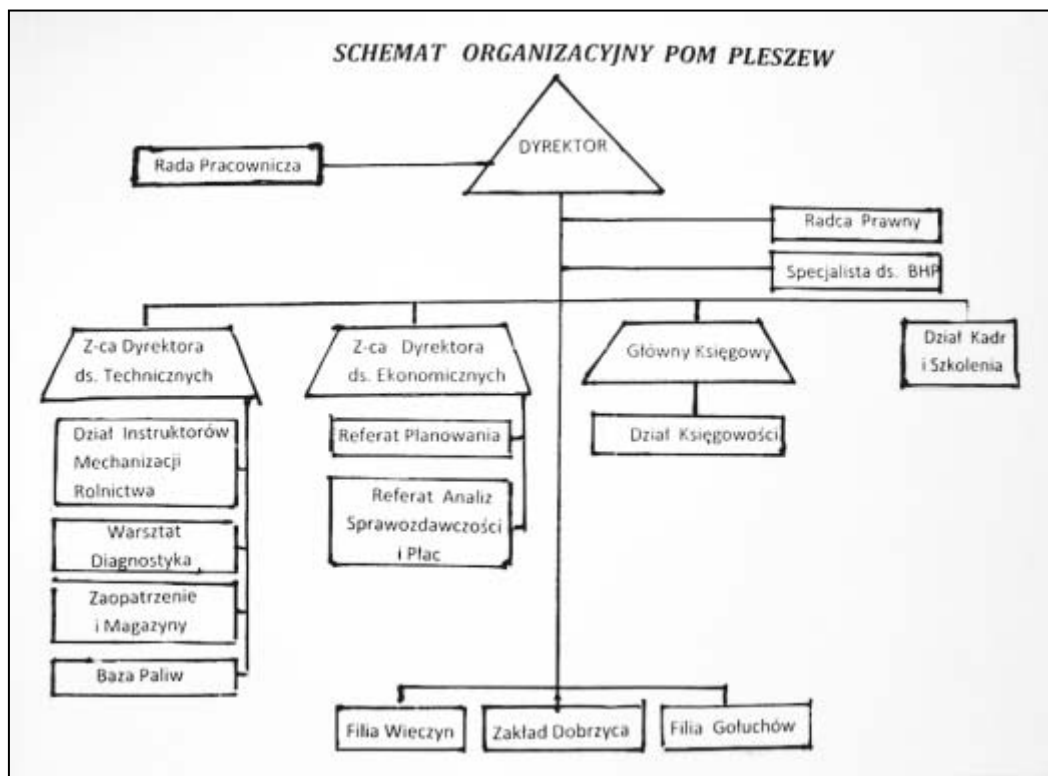 SCHEMAT ORGANIZACYJNY POM PLESZEW
DYREKTOR
Rada Pracownicza
Radca Prawny
Specjalista ds. BHP
Z-ca Dyrektora
ds. Technicznych
Z-ca Dyrektora
ds. Ekonomicznych
Główny Księgowy
Dział Kadr
i Szkolenia
Dział Instruktorów
Mechanizacji
Rolnictwa
Warsztat
Diagnostyka
Zaopatrzenie
i Magazyny
Baza Paliw
Referat Planowania
Referat Analiz
Sprawozdawczości
i Płac
Dział Księgowości
Filia Wieczyn
Zakład Dobrzyca
Filia Gołuchów